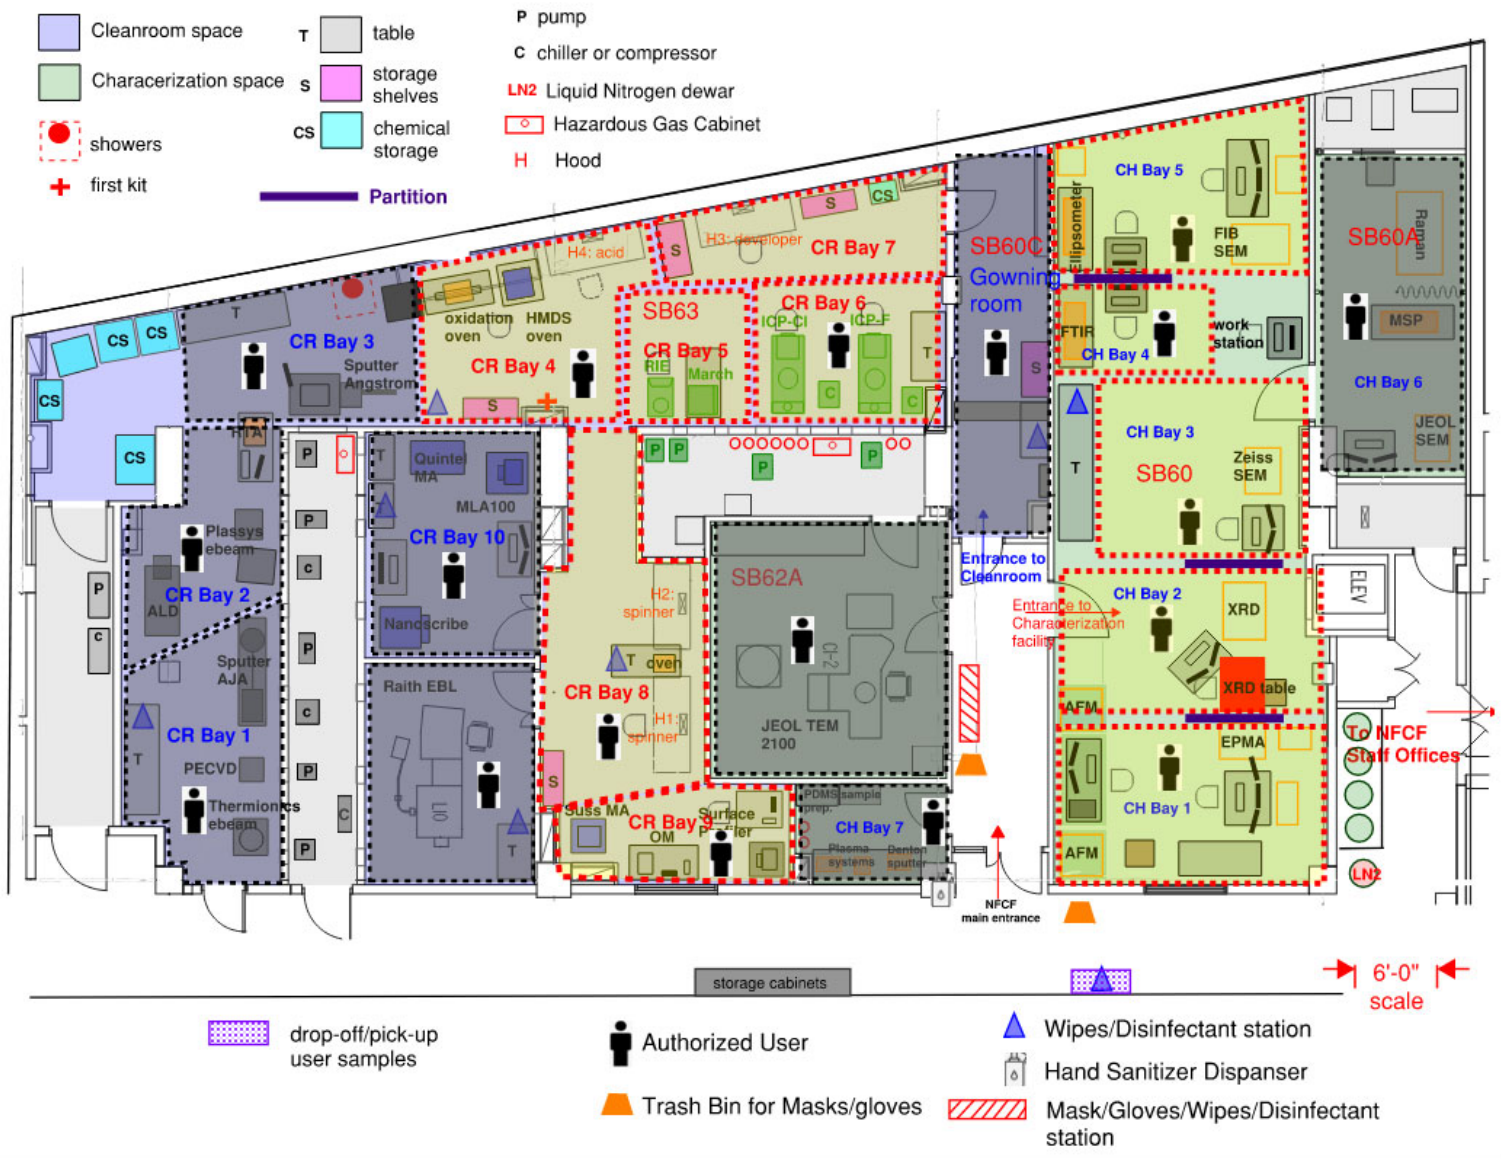 Cleanroom space
Characerization space
showers
first kit
T table
S storage
shelves
CS chemical
storage
Partition
P pump
C chiller or compressor
LN2 Liquid Nitrogen dewar
Hazardous Gas Cabinet
H Hood
CS
CS
CS
CS
T
CR Bay 3
Sputter
Angstrom
H4: acid
oxidation
oven
HMDS
oven
CR Bay 4
S
S
H3: developer
S
CS
CR Bay 7
SB63
CR Bay 5
RIE
March
CR Bay 6
ICP-Cl
ICP-F
T
C
C
SB60C
Gowning
room
S
Ellipsometer
CH Bay 5
FIB
SEM
FTIR
CH Bay 4
work
station
SB60A
Raman
MSP
CH Bay 6
JEOL
SEM
CH Bay 3
SB60
Zeiss
SEM
T
RTA
P
Plassys
ebeam
CR Bay 2
ALD
P
C
P
C
Sputter
AJA
P
C
CR Bay 1
T
PECVD
P
Thermionics
ebeam
C
P
T
Quintel
MA
MLA100
CR Bay 10
Nanoscribe
Raith EBL
T
P
P
P
P
SB62A
H2:
spinner
T oven
CR Bay 8
H1:
spinner
S
CI-2
JEOL TEM
2100
Entrance to
Cleanroom
Entrance to
Characterization
facility
CH Bay 2
XRD
XRD table
AFM
ELEV
To NFCF
Staff Offices
EPMA
CH Bay 1
AFM
LN2
Suss MA
CR Bay 9
OM
Surface
Profiler
PDMS sample
prep.
CH Bay 7
Plasma
systems
Denton
sputter
NFCF
main entrance
storage cabinets
6'-0"
scale
drop-off/pick-up
user samples
Authorized User
Trash Bin for Masks/gloves
Wipes/Disinfectant station
Hand Sanitizer Dispanser
Mask/Gloves/Wipes/Disinfectant
station